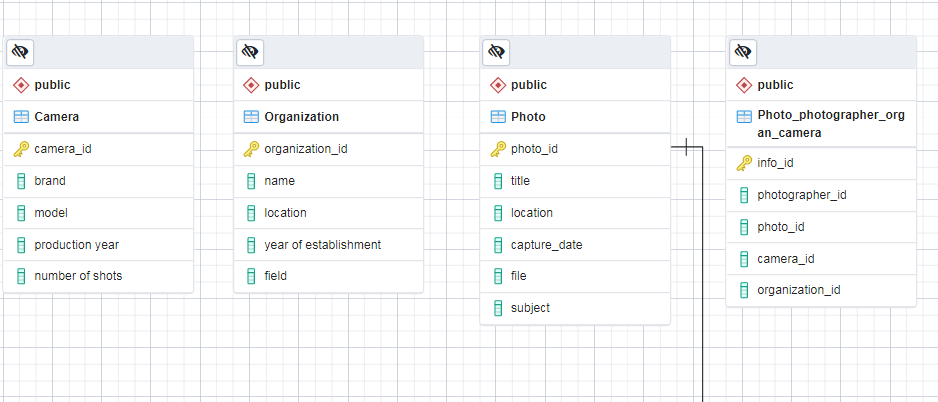 public
Camera
camera_id
brand
model
production year
number of shots
public
Organization
organization_id
name
location
year of establishment
field
public
Photo
photo_id
title
location
capture_date
file
subject
public
Photo_photographer_org
an_camera
info_id
photographer_id
photo_id
camera_id
organization_id